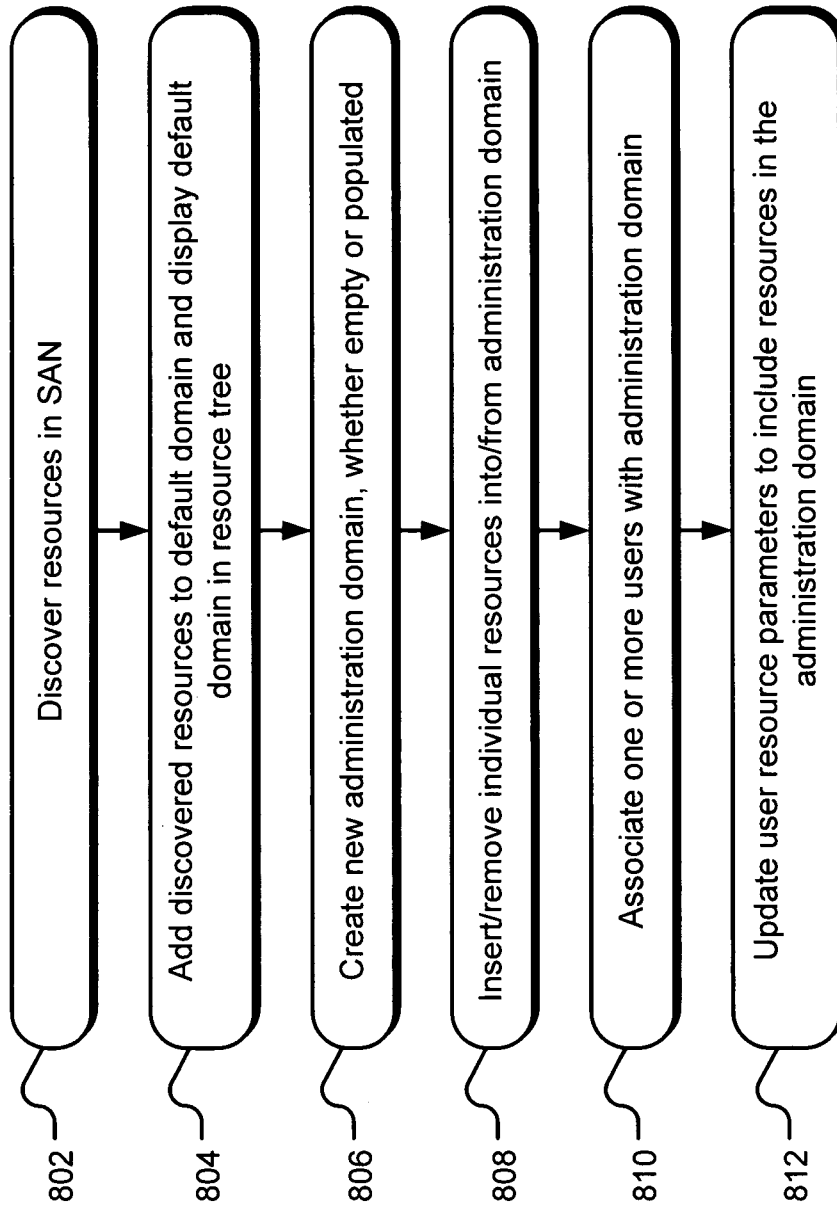 802
Discover resources in SAN
804
Add discovered resources to default domain and display default
domain in resource tree
806
Create new administration domain, whether empty or populated
808
Insert/remove individual resources into/from administration domain
810
Associate one or more users with administration domain
812
Update user resource parameters to include resources in the
administration domain